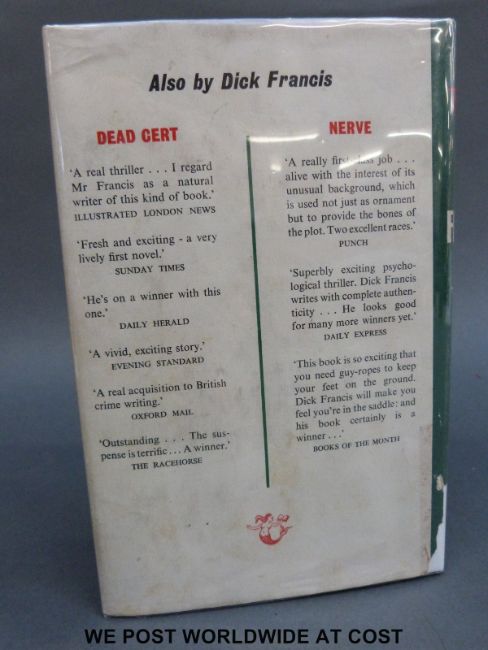 Also by Dick Francis
DEAD CERT
'A real thriller . . . I regard
Mr Francis as a natural
writer of this kind of book.'
ILLUSTRATED LONDON NEWS
'Fresh and exciting - a very
lively first novel.'
SUNDAY TIMES
'He's on a winner with this
one.'
DAILY HERALD
'A vivid, exciting story.'
EVENING STANDARD
'A real acquisition to British
crime writing.'
OXFORD MAIL
'Outstanding . . . The sus-
pense is terrific . . . A winner.'
THE RACEHORSE
NERVE
'A really first-class job . . .
alive with the interest of its
unusual background, which
is used not just as ornament
but to provide the bones of
the plot. Two excellent races.'
PUNCH
'Superbly exciting psycho-
logical thriller. Dick Francis
writes with complete authen-
ticity . . . He looks good
for many more winners yet.'
DAILY EXPRESS
'This book is so exciting that
you need guy-ropes to keep
your feet on the ground.
Dick Francis will make you
feel you're in the saddle: and
his book certainly is a
winner . . .'
BOOKS OF THE MONTH
WE POST WORLDWIDE AT COST